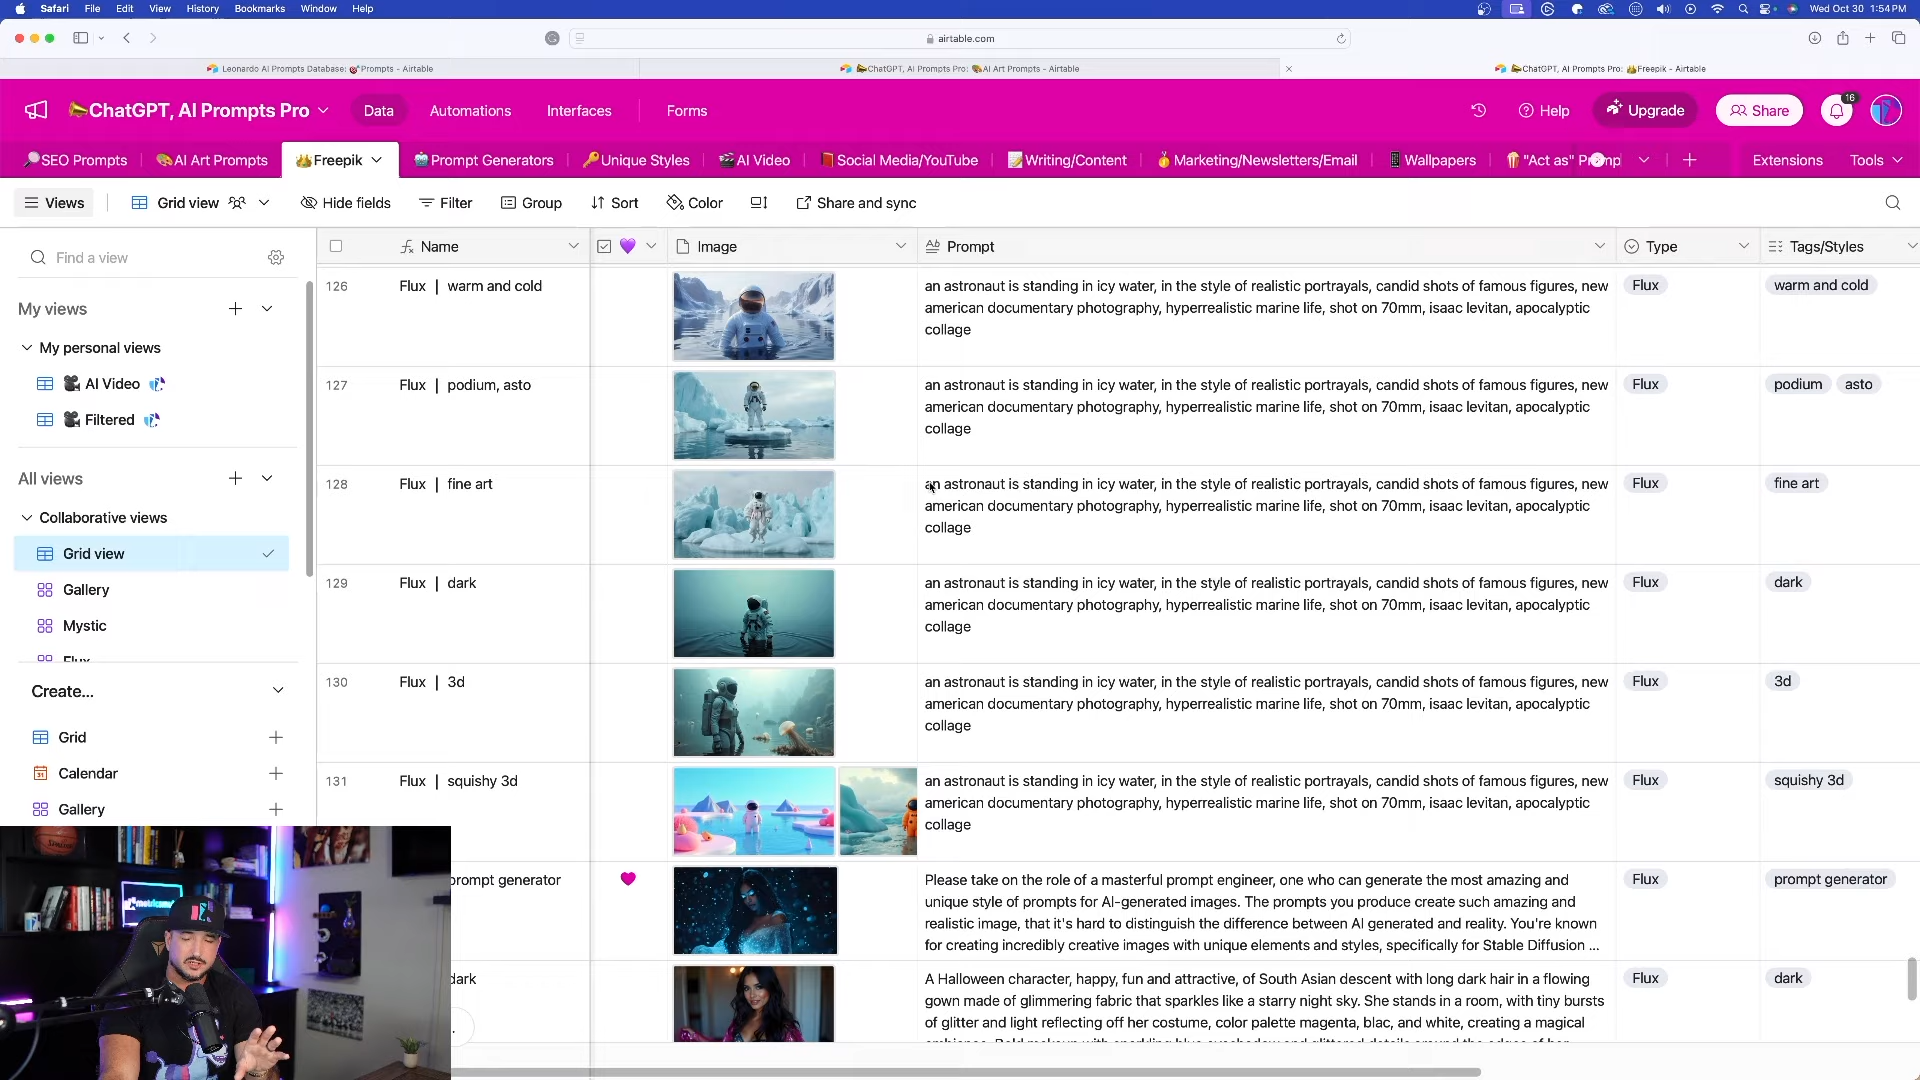 Safari File Edit View History Bookmarks Window Help Wed Oct 30 1:54 PM
airtable.com
Leonardo AI Prompts Database: Prompts - Airtable
ChatGPT, AI Prompts Pro: AI Art Prompts - Airtable
ChatGPT, AI Prompts Pro: Freepik - Airtable
ChatGPT, AI Prompts Pro Data Automations Interfaces Forms Help Upgrade Share 16
SEO Prompts AI Art Prompts Freepik Prompt Generators Unique Styles AI Video Social Media/YouTube Writing/Content Marketing/Newsletters/Email Wallpapers "Act as" Extensions Tools
Views Grid view Hide fields Filter Group Sort Color Share and sync
Find a view
My views
My personal views
AI Video
Filtered
All views
Collaborative views
Grid view
Gallery
Mystic
Flux
Create...
Grid
Calendar
Gallery
Name Image Prompt Type Tags/Styles
126 Flux | warm and cold
an astronaut is standing in icy water, in the style of realistic portrayals, candid shots of famous figures, new
american documentary photography, hyperrealistic marine life, shot on 70mm, isaac levitan, apocalyptic
collage
Flux warm and cold
127 Flux | podium, asto
an astronaut is standing in icy water, in the style of realistic portrayals, candid shots of famous figures, new
american documentary photography, hyperrealistic marine life, shot on 70mm, isaac levitan, apocalyptic
collage
Flux podium asto
128 Flux | fine art
an astronaut is standing in icy water, in the style of realistic portrayals, candid shots of famous figures, new
american documentary photography, hyperrealistic marine life, shot on 70mm, isaac levitan, apocalyptic
collage
Flux fine art
129 Flux | dark
an astronaut is standing in icy water, in the style of realistic portrayals, candid shots of famous figures, new
american documentary photography, hyperrealistic marine life, shot on 70mm, isaac levitan, apocalyptic
collage
Flux dark
130 Flux | 3d
an astronaut is standing in icy water, in the style of realistic portrayals, candid shots of famous figures, new
american documentary photography, hyperrealistic marine life, shot on 70mm, isaac levitan, apocalyptic
collage
Flux 3d
131 Flux | squishy 3d
an astronaut is standing in icy water, in the style of realistic portrayals, candid shots of famous figures, new
american documentary photography, hyperrealistic marine life, shot on 70mm, isaac levitan, apocalyptic
collage
Flux squishy 3d
prompt generator
Please take on the role of a masterful prompt engineer, one who can generate the most amazing and
unique style of prompts for AI-generated images. The prompts you produce create such amazing and
realistic image, that it's hard to distinguish the difference between AI generated and reality. You're known
for creating incredibly creative images with unique elements and styles, specifically for Stable Diffusion ...
Flux prompt generator
dark
A Halloween character, happy, fun and attractive, of South Asian descent with long dark hair in a flowing
gown made of glimmering fabric that sparkles like a starry night sky. She stands in a room, with tiny bursts
of glitter and light reflecting off her costume, color palette magenta, blac, and white, creating a magical
Flux dark